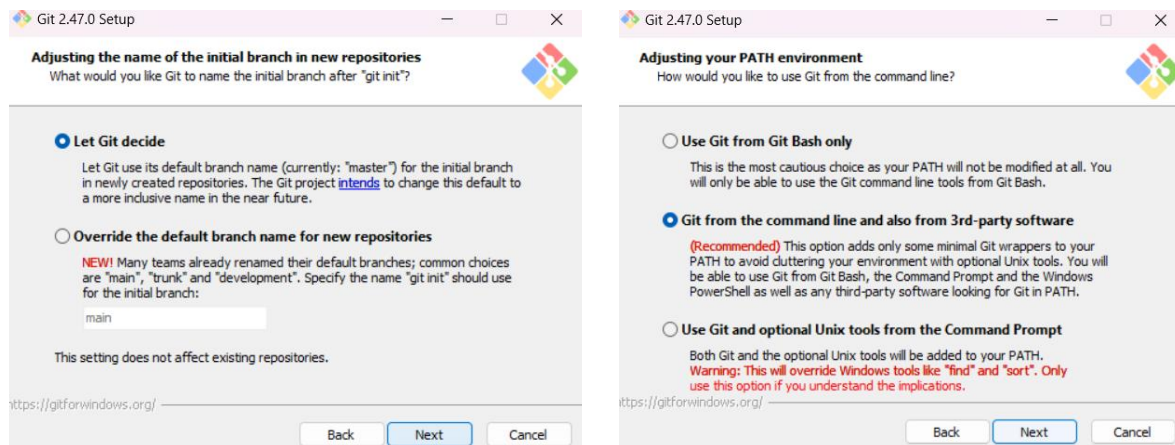 Git 2.47.0 Setup
Adjusting the name of the initial branch in new repositories
What would you like Git to name the initial branch after "git init"?
Let Git decide
Let Git use its default branch name (currently: "master") for the initial branch
in newly created repositories. The Git project intends to change this default to
a more inclusive name in the near future.
Override the default branch name for new repositories
NEW! Many teams already renamed their default branches; common choices
are "main", "trunk" and "development". Specify the name "git init" should use
for the initial branch:
main
This setting does not affect existing repositories.
https://gitforwindows.org/
Back
Next
Cancel
Git 2.47.0 Setup
Adjusting your PATH environment
How would you like to use Git from the command line?
Use Git from Git Bash only
This is the most cautious choice as your PATH will not be modified at all. You
will only be able to use the Git command line tools from Git Bash.
Git from the command line and also from 3rd-party software
(Recommended) This option adds only some minimal Git wrappers to your
PATH to avoid cluttering your environment with optional Unix tools. You will
be able to use Git from Git Bash, the Command Prompt and the Windows
PowerShell as well as any third-party software looking for Git in PATH.
Use Git and optional Unix tools from the Command Prompt
Both Git and the optional Unix tools will be added to your PATH.
Warning: This will override Windows tools like "find" and "sort". Only
use this option if you understand the implications.
https://gitforwindows.org/
Back
Next
Cancel